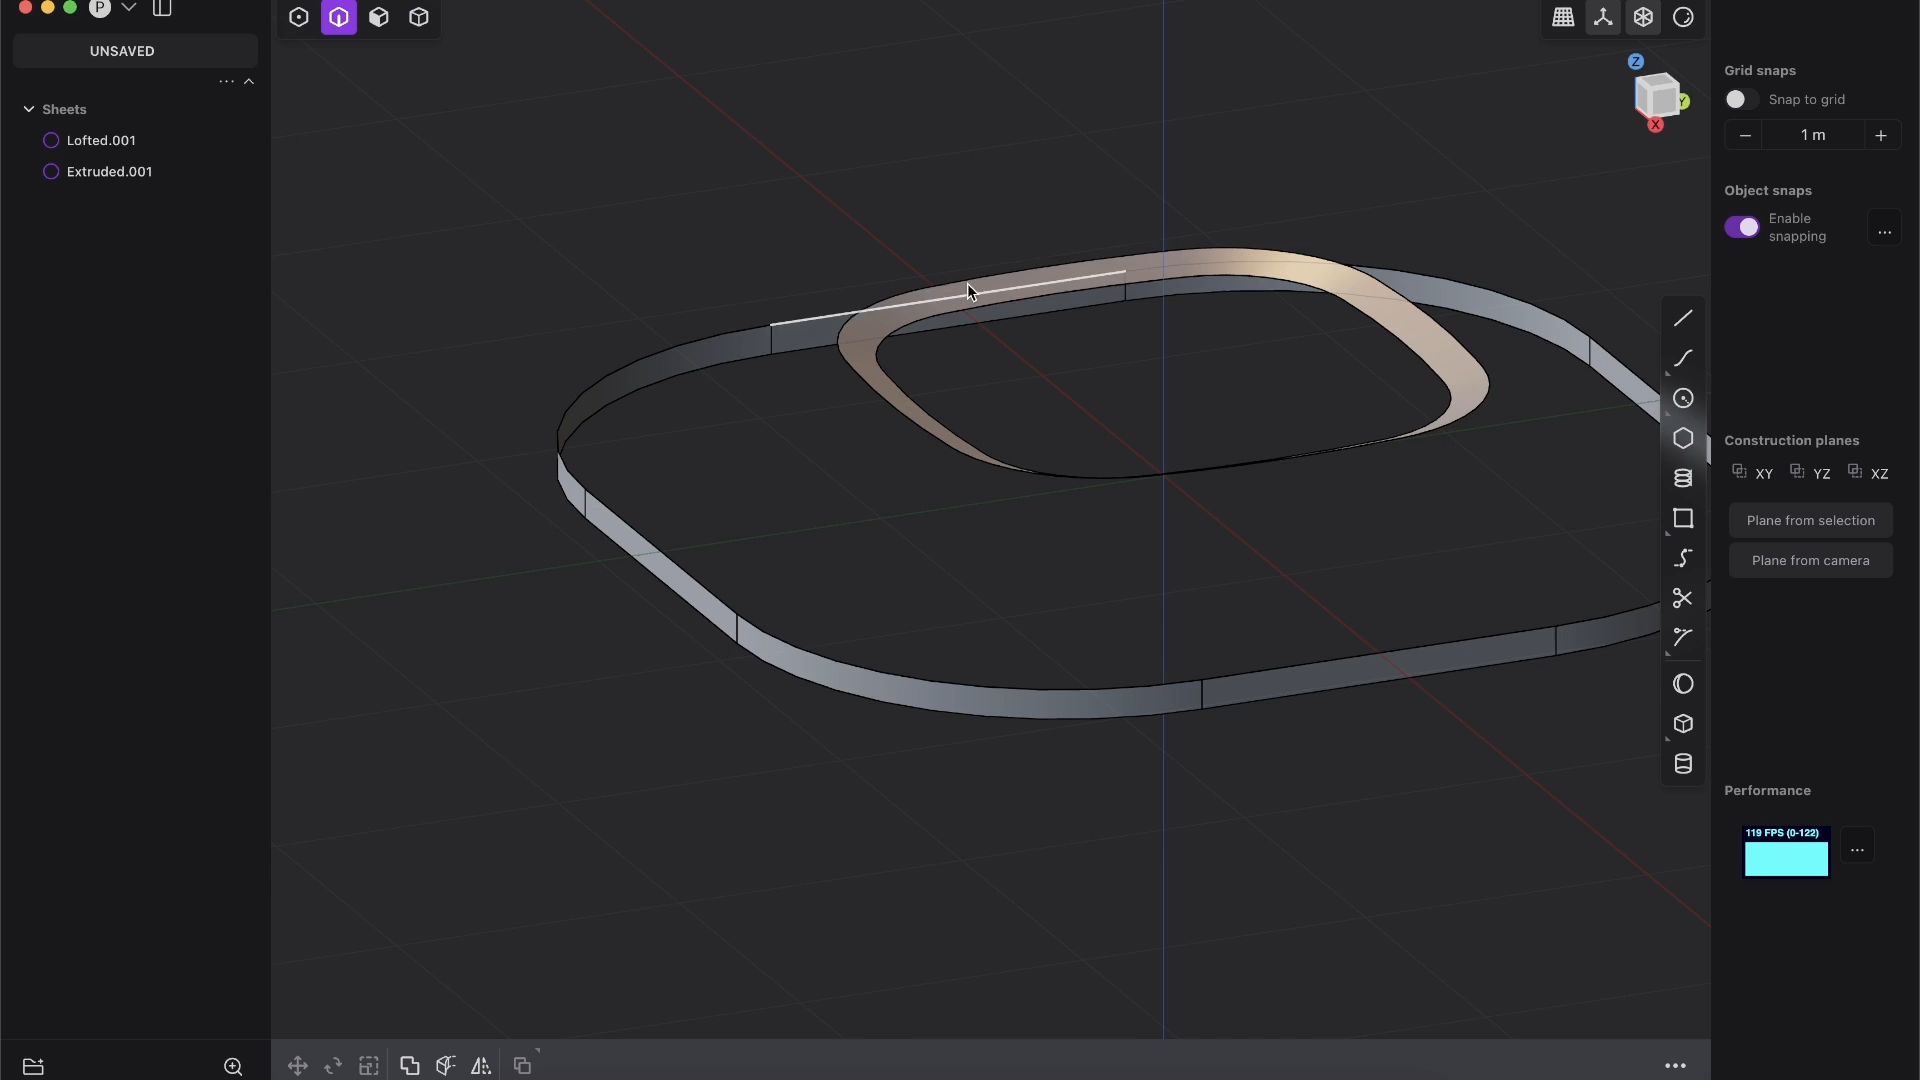 P
UNSAVED
Sheets
Lofted.001
Extruded.001
Z
Y
X
Grid snaps
Snap to grid
1 m
Object snaps
Enable
snapping
...
Construction planes
XY YZ XZ
Plane from selection
Plane from camera
Performance
119 FPS (0-122)
...